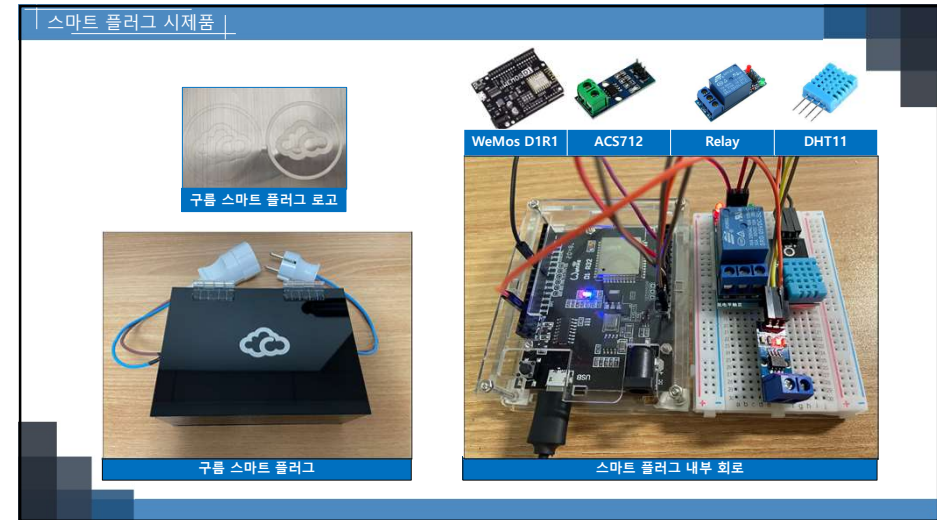 스마트 플러그 시제품
WeMos D1R1
ACS712
Relay
DHT11
구름 스마트 플러그 로고
USB
a b c d e
f g h i j
구름 스마트 플러그
스마트 플러그 내부 회로